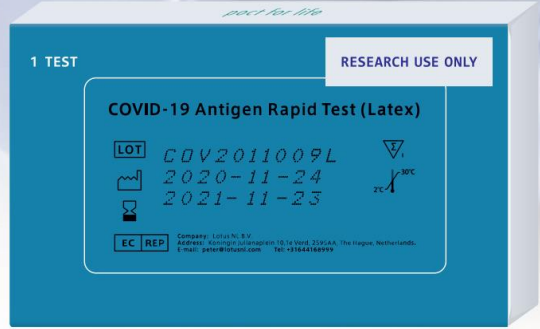 pact for life
1 TEST
RESEARCH USE ONLY
COVID-19 Antigen Rapid Test (Latex)
LOT COV2011009L
2020-11-24
2021-11-23
Σ
1
2°C 30°C
EC REP
Company: Lotus NL B.V.
Address: Koningin Julianaplein 10, 1e Verd, 2595AA, The Hague, Netherlands.
E-mail: peter@lotusnl.com Tel: +31644168999